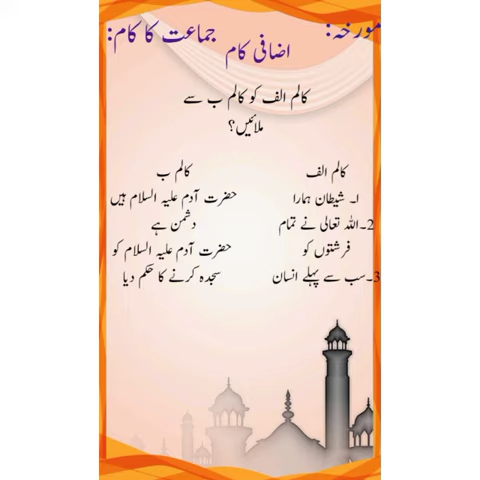 مورخہ: جماعت کا کام:
اضافی کام
کالم الف کو کالم ب سے
ملائیں؟
کالم الف کالم ب
ا۔ شیطان ہمارا حضرت آدم علیہ السلام ہیں
2۔اللہ تعالیٰ نے تمام دشمن ہے
فرشتوں کو حضرت آدم علیہ السلام کو
3۔سب سے پہلے انسان سجدہ کرنے کا حکم دیا